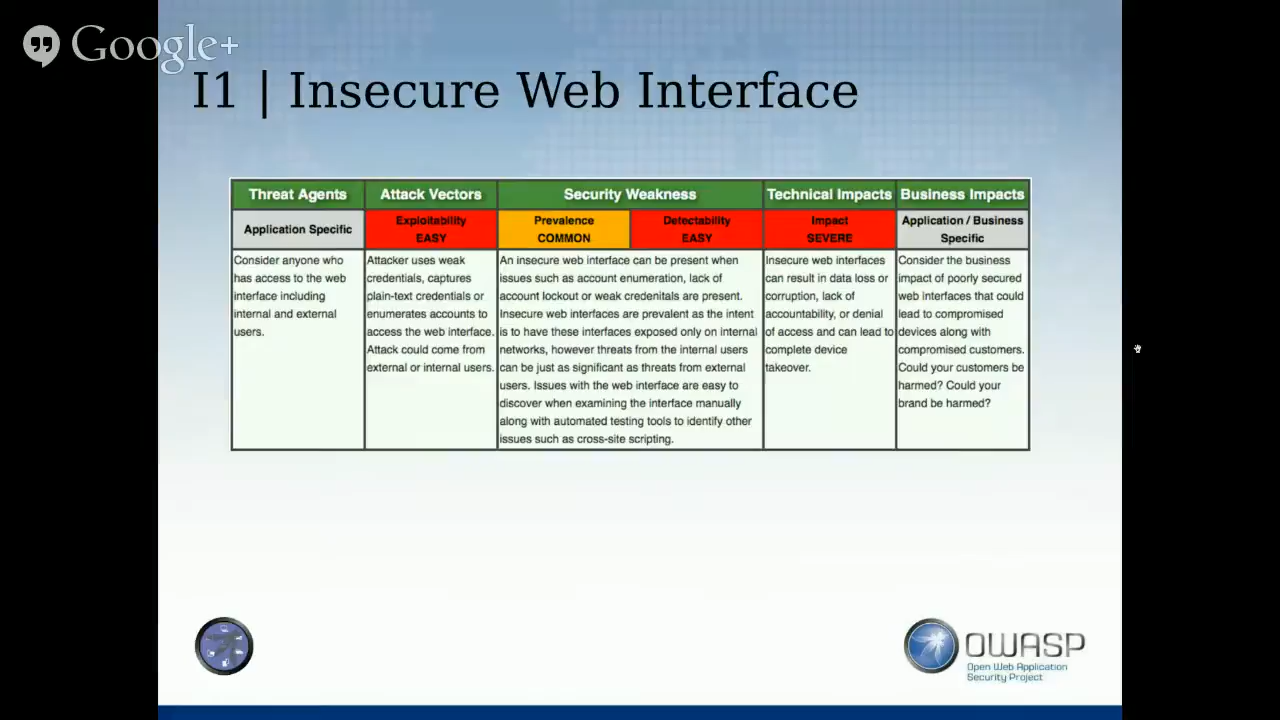 Google+
I1 | Insecure Web Interface
Threat Agents
Attack Vectors
Security Weakness
Technical Impacts
Business Impacts
Application Specific
Exploitability
EASY
Prevalence
COMMON
Detectability
EASY
Impact
SEVERE
Application / Business
Specific
Consider anyone who
has access to the web
interface including
internal and external
users.
Attacker uses weak
credentials, captures
plain-text credentials or
enumerates accounts to
access the web interface.
Attack could come from
external or internal users.
An insecure web interface can be present when
issues such as account enumeration, lack of
account lockout or weak credenitals are present.
Insecure web interfaces are prevalent as the intent
is to have these interfaces exposed only on internal
networks, however threats from the internal users
can be just as significant as threats from external
users. Issues with the web interface are easy to
discover when examining the interface manually
along with automated testing tools to identify other
issues such as cross-site scripting.
Insecure web interfaces
can result in data loss or
corruption, lack of
accountability, or denial
of access and can lead to
complete device
takeover.
Consider the business
impact of poorly secured
web interfaces that could
lead to compromised
devices along with
compromised customers.
Could your customers be
harmed? Could your
brand be harmed?
OWASP
Open Web Application
Security Project